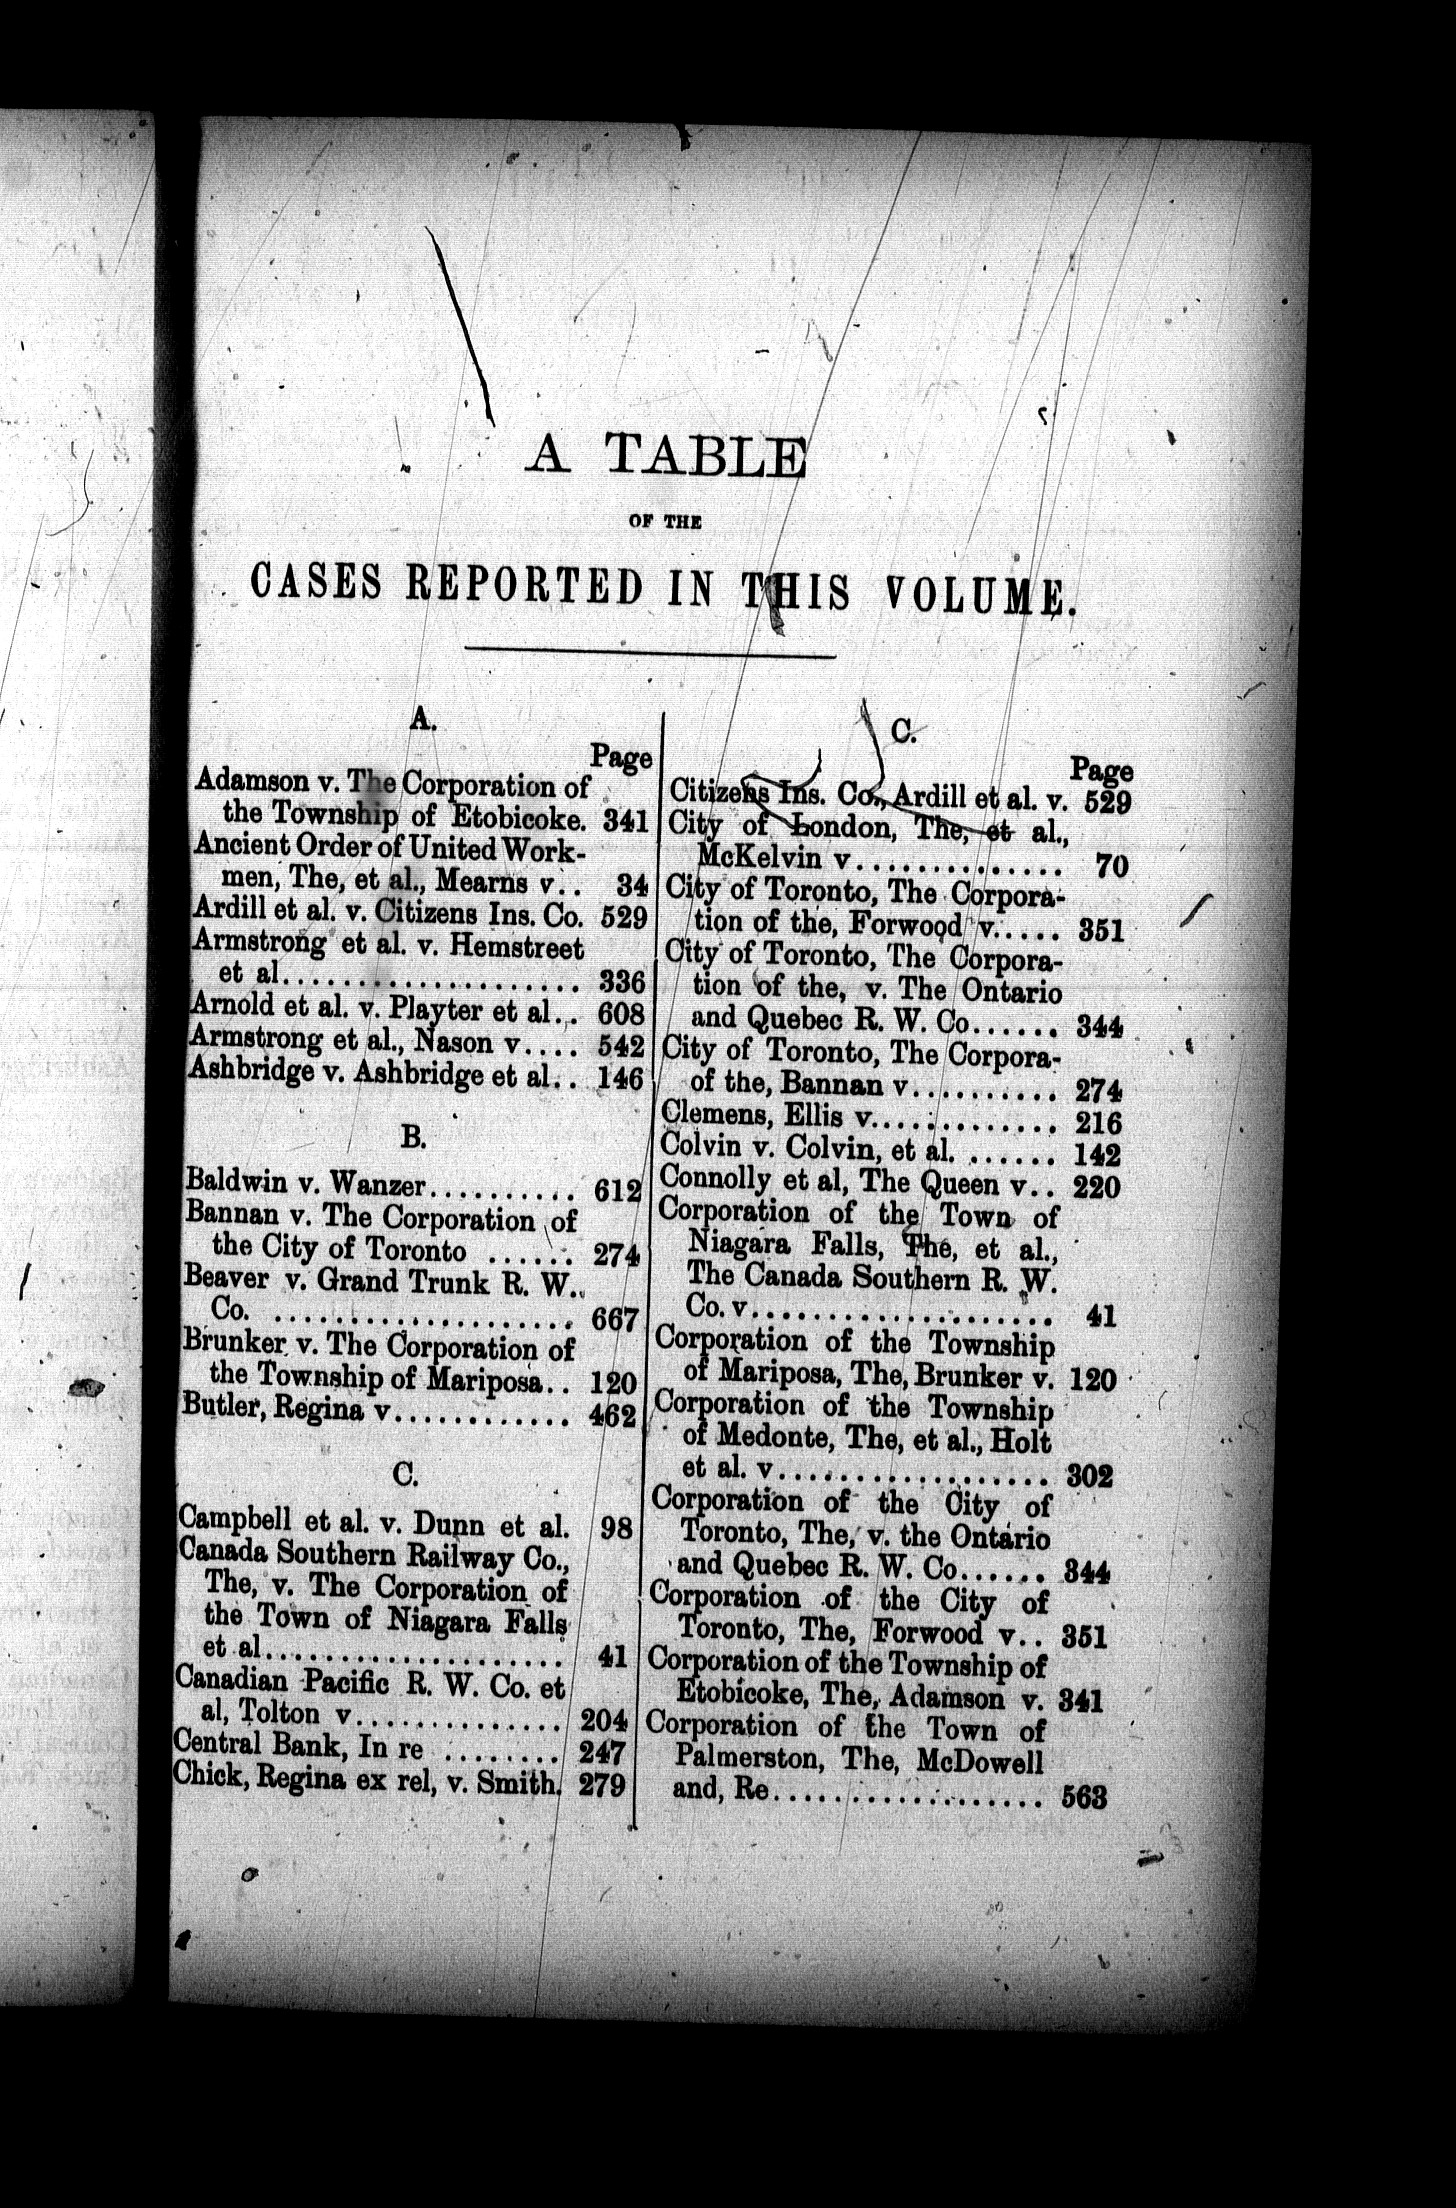 A TABLE
OF THE
CASES REPORTED IN THIS VOLUME.
A.
Page
Adamson v. The Corporation of
the Township of Etobicoke. 341
Ancient Order of United Work-
men, The, et al., Mearns v.. 34
Ardill et al. v. Citizens Ins. Co. 529
Armstrong et al. v. Hemstreet
et al.................... 336
Arnold et al. v. Playter et al... 608
Armstrong et al., Nason v.... 542
Ashbridge v. Ashbridge et al.. 146
B.
Baldwin v. Wanzer.......... 612
Bannan v. The Corporation of
the City of Toronto ...... 274
Beaver v. Grand Trunk R. W.
Co. .................... 667
Brunker v. The Corporation of
the Township of Mariposa.. 120
Butler, Regina v............ 462
C.
Campbell et al. v. Dunn et al. 98
Canada Southern Railway Co.,
The, v. The Corporation of
the Town of Niagara Falls
et al.................... 41
Canadian Pacific R. W. Co. et
al, Tolton v.............. 204
Central Bank, In re ........ 247
Chick, Regina ex rel, v. Smith. 279
C.
Page
Citizens Ins. Co., Ardill et al. v. 529
City of London, The, et al.,
McKelvin v.............. 70
City of Toronto, The Corpora-
tion of the, Forwood v..... 351
City of Toronto, The Corpora-
tion of the, v. The Ontario
and Quebec R. W. Co...... 344
City of Toronto, The Corpora-
of the, Bannan v.......... 274
Clemens, Ellis v............. 216
Colvin v. Colvin, et al. ...... 142
Connolly et al, The Queen v.. 220
Corporation of the Town of
Niagara Falls, The, et al.,
The Canada Southern R. W.
Co. v.................... 41
Corporation of the Township
of Mariposa, The, Brunker v. 120
Corporation of the Township
of Medonte, The, et al., Holt
et al. v.................. 302
Corporation of the City of
Toronto, The, v. the Ontario
and Quebec R. W. Co...... 344
Corporation of the City of
Toronto, The, Forwood v.. 351
Corporation of the Township of
Etobicoke, The, Adamson v. 341
Corporation of the Town of
Palmerston, The, McDowell
and, Re.................. 563